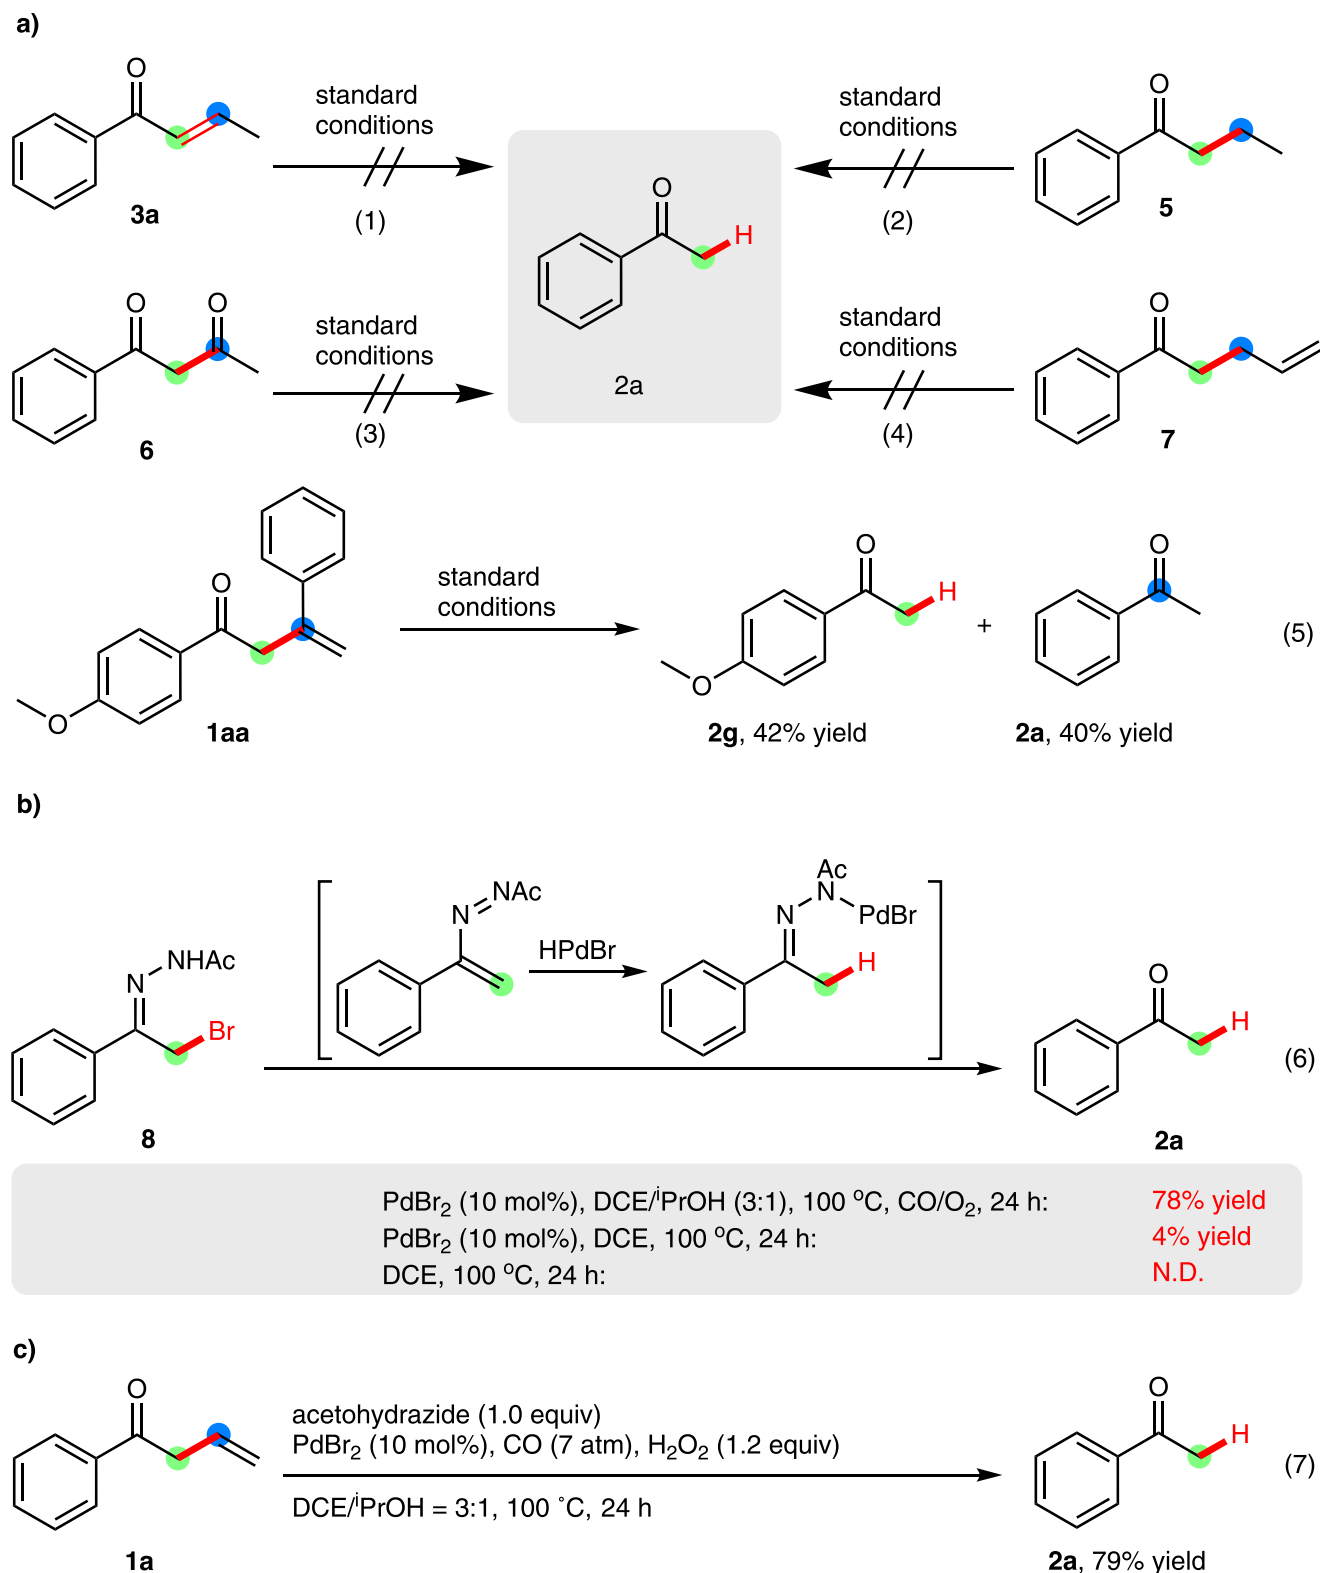 a)
O
standard
conditions
(1)
3a
O
H
2a
standard
conditions
(2)
O
5
O O
standard
conditions
(3)
6
standard
conditions
(4)
O
7
O
O
1aa
standard
conditions
O
H
O
2g, 42% yield
+
O
2a, 40% yield
(5)
b)
N
NHAc
Br
8
N
NAc
HPdBr
Ac
N
N
PdBr
H
O
H
2a
(6)
PdBr2 (10 mol%), DCE/iPrOH (3:1), 100 oC, CO/O2, 24 h: 78% yield
PdBr2 (10 mol%), DCE, 100 oC, 24 h: 4% yield
DCE, 100 oC, 24 h: N.D.
c)
O
1a
acetohydrazide (1.0 equiv)
PdBr2 (10 mol%), CO (7 atm), H2O2 (1.2 equiv)
DCE/iPrOH = 3:1, 100 ˚C, 24 h
O
H
2a, 79% yield
(7)